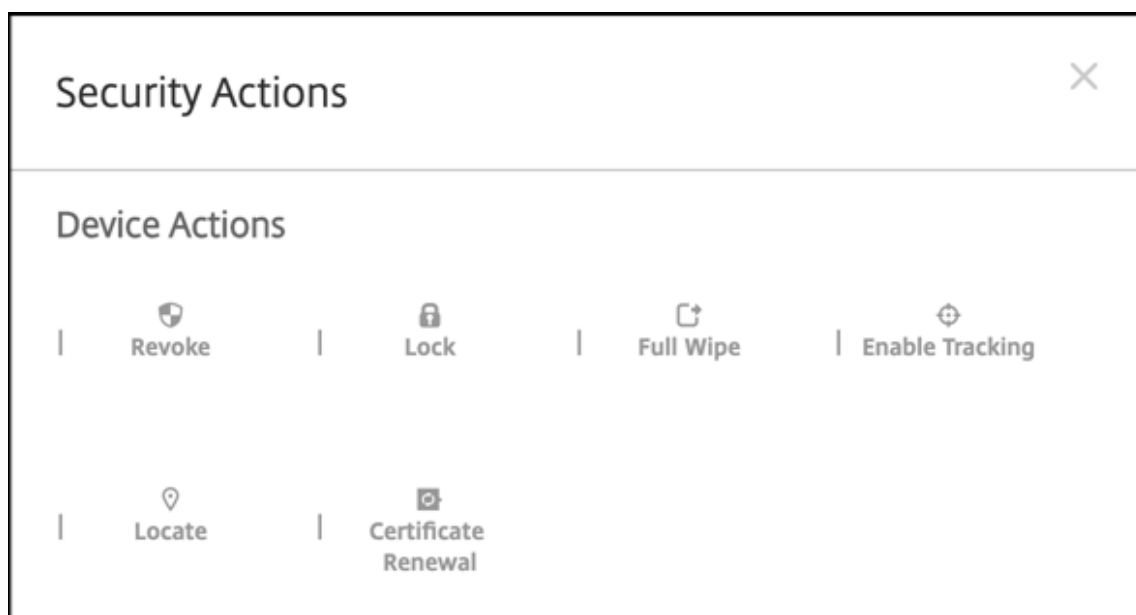 Security Actions
Device Actions
Revoke
Lock
Full Wipe
Enable Tracking
Locate
Certificate
Renewal